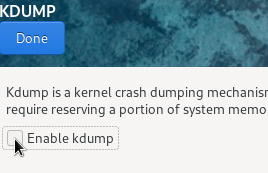 KDUMP
Done
Kdump is a kernel crash dumping mechanism
require reserving a portion of system memo
Enable kdump